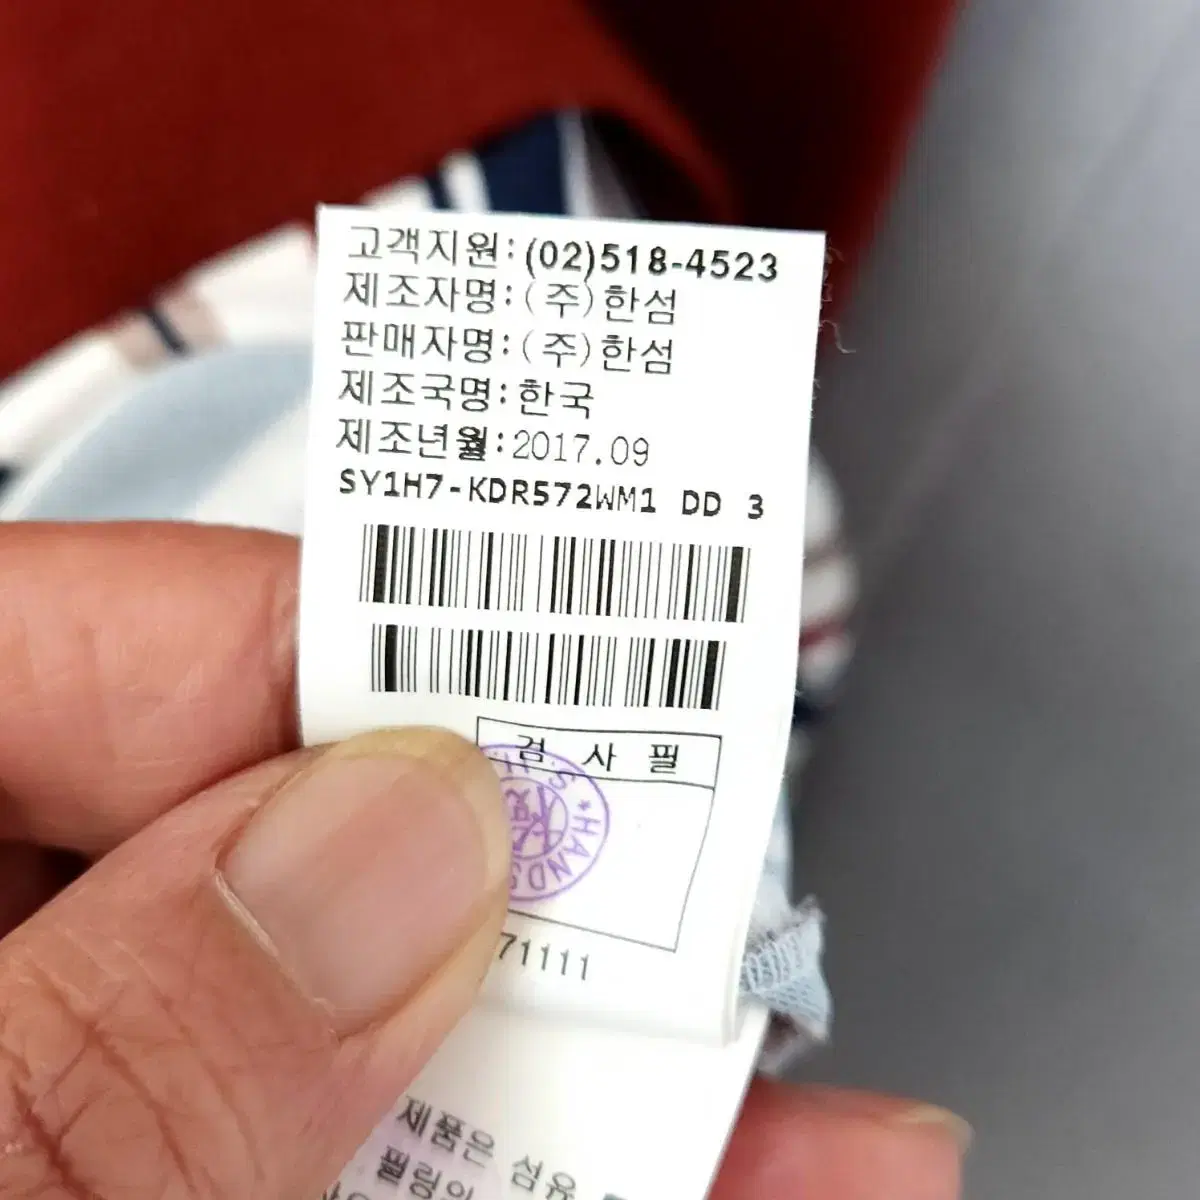 고객지원:(02)518-4523
제조자명:(주)한섬
판매자명:(주)한섬
제조국명:한국
제조년월:2017.09
SY1H7-KDR572WM1 DD 3
검 사 필
HANDS
71111
제품은 섬유
필링의